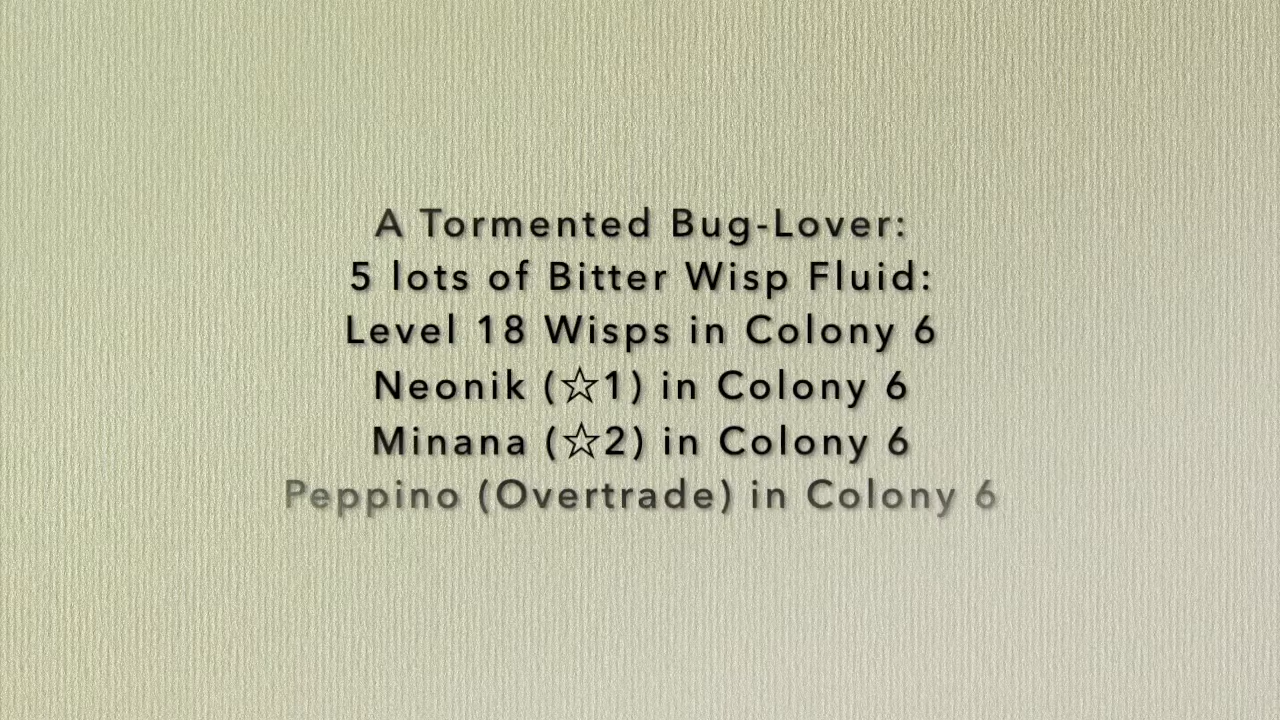 A Tormented Bug-Lover:
5 lots of Bitter Wisp Fluid:
Level 18 Wisps in Colony 6
Neonik (☆1) in Colony 6
Minana (☆2) in Colony 6
Peppino (Overtrade) in Colony 6